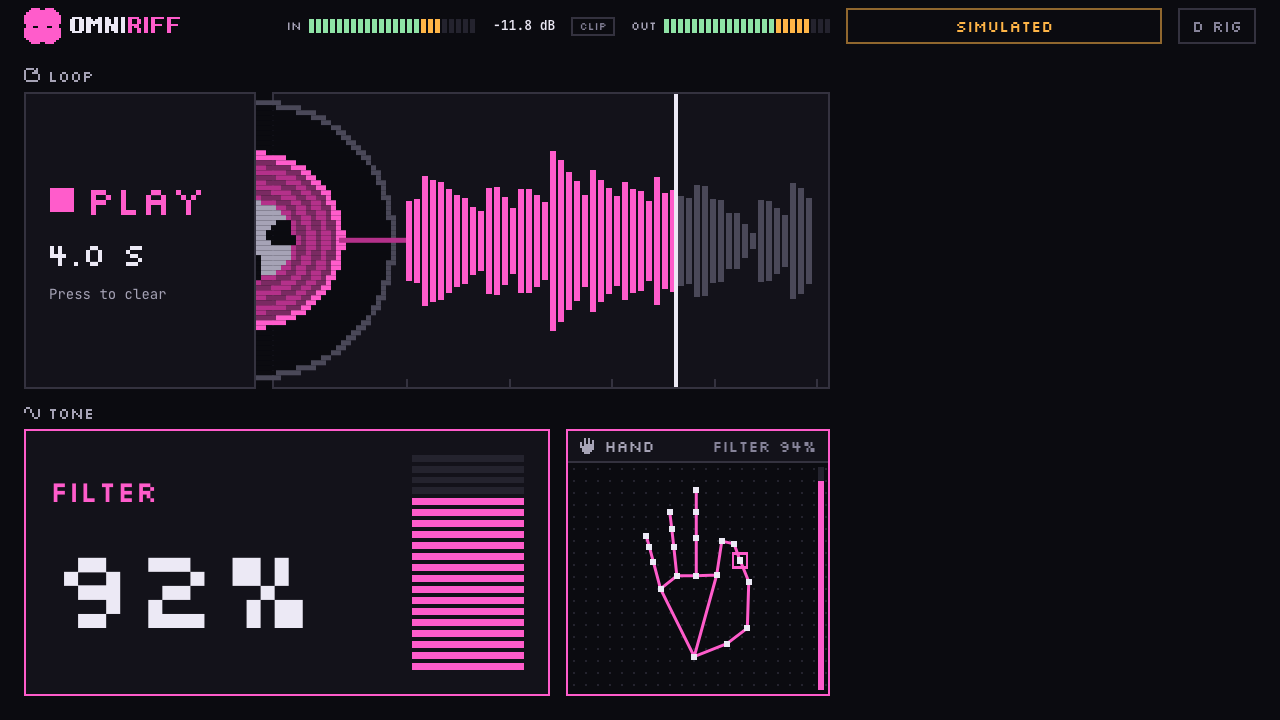 OMNIRIFF
IN -11.8 dB CLIP OUT SIMULATED D RIG
LOOP
PLAY
4.0 S
Press to clear
TONE
FILTER
92%
HAND FILTER 94%